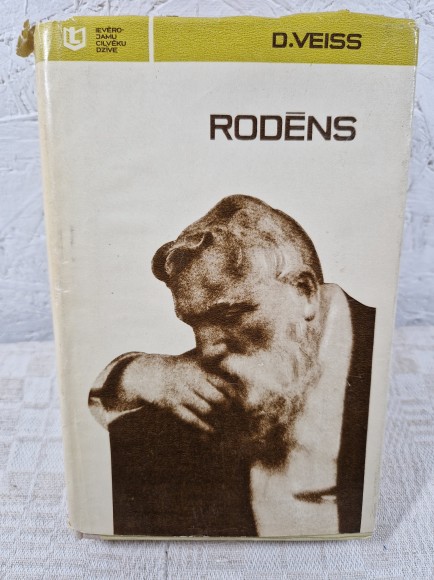 IEVĒRO-
JAMU
CILVĒKU
DZĪVE
D.VEISS
RODĒNS